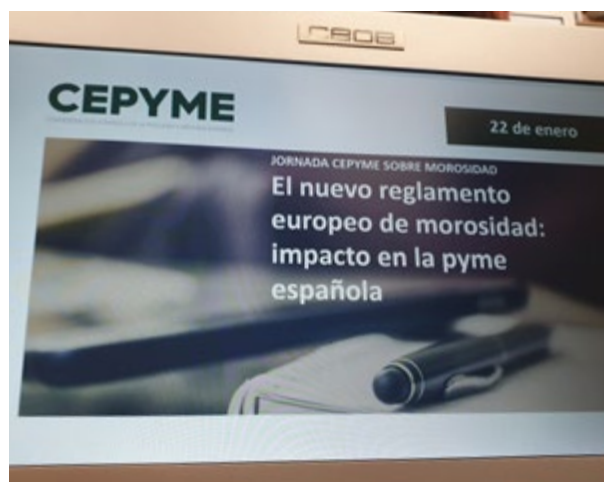 CEPYME
22 de enero
JORNADA CEPYME SOBRE MOROSIDAD
El nuevo reglamento
europeo de morosidad:
impacto en la pyme
española